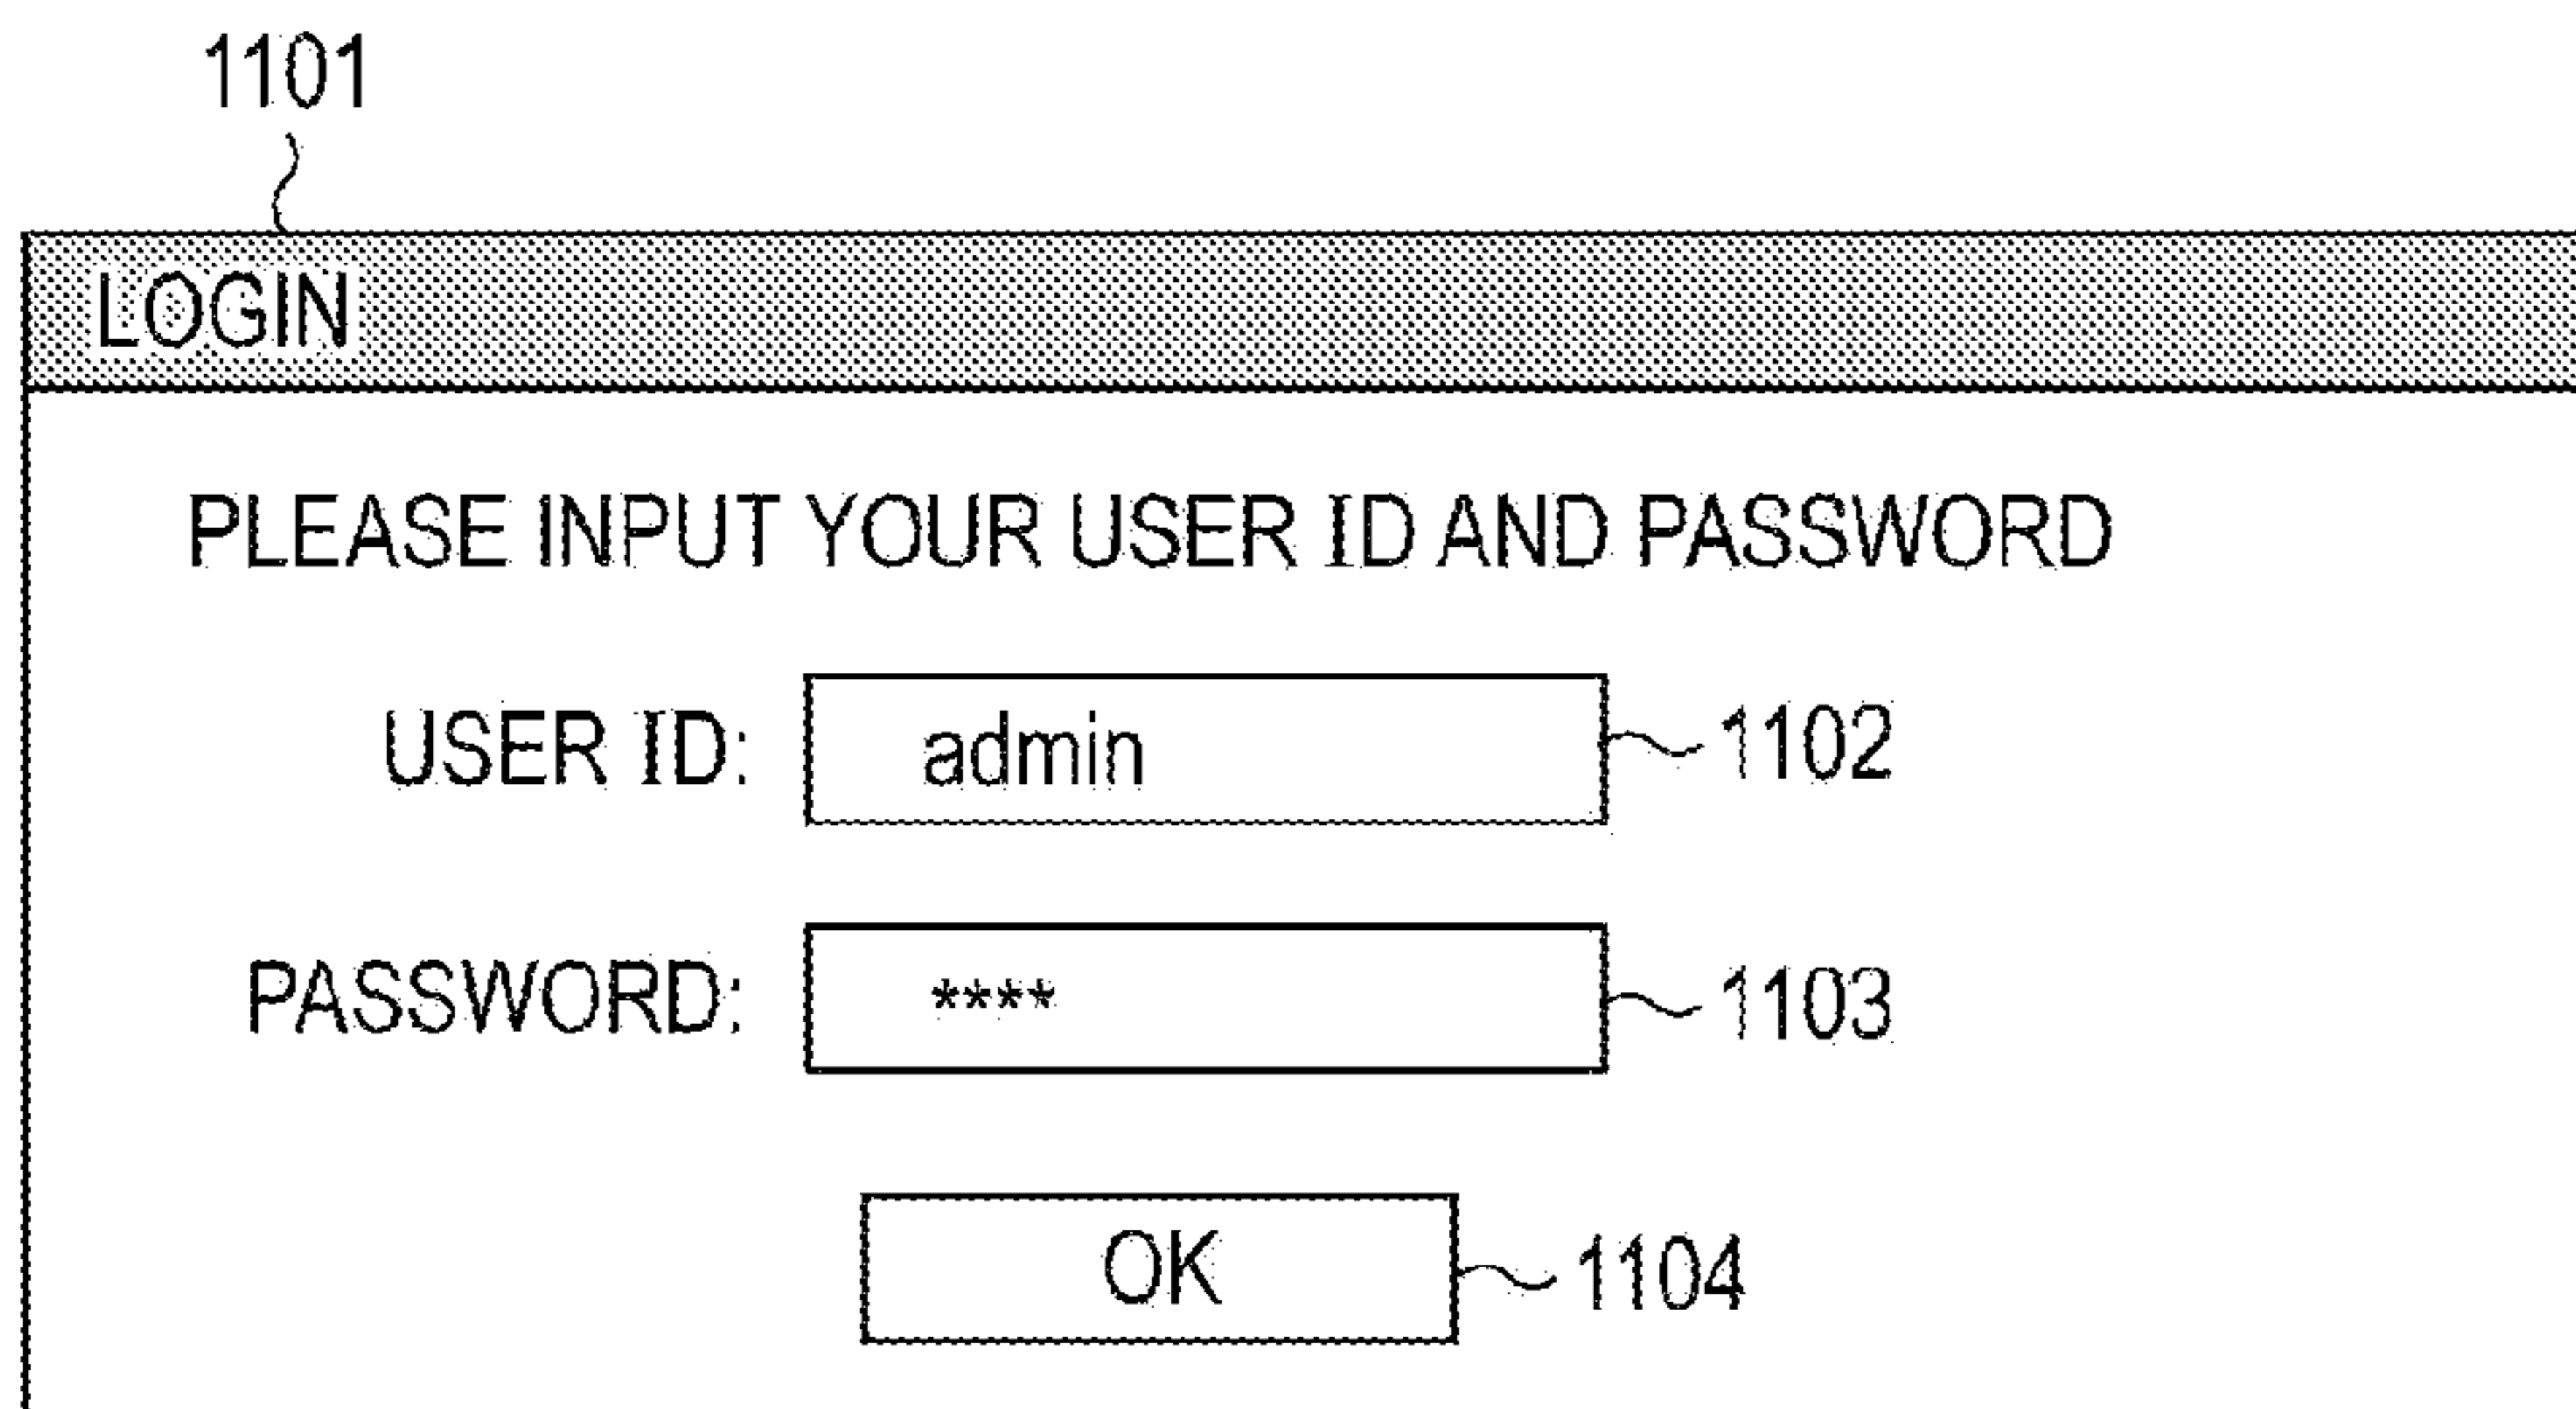 1101
LOGIN
PLEASE INPUT YOUR USER ID AND PASSWORD
USER ID: admin 1102
PASSWORD: **** 1103
OK 1104